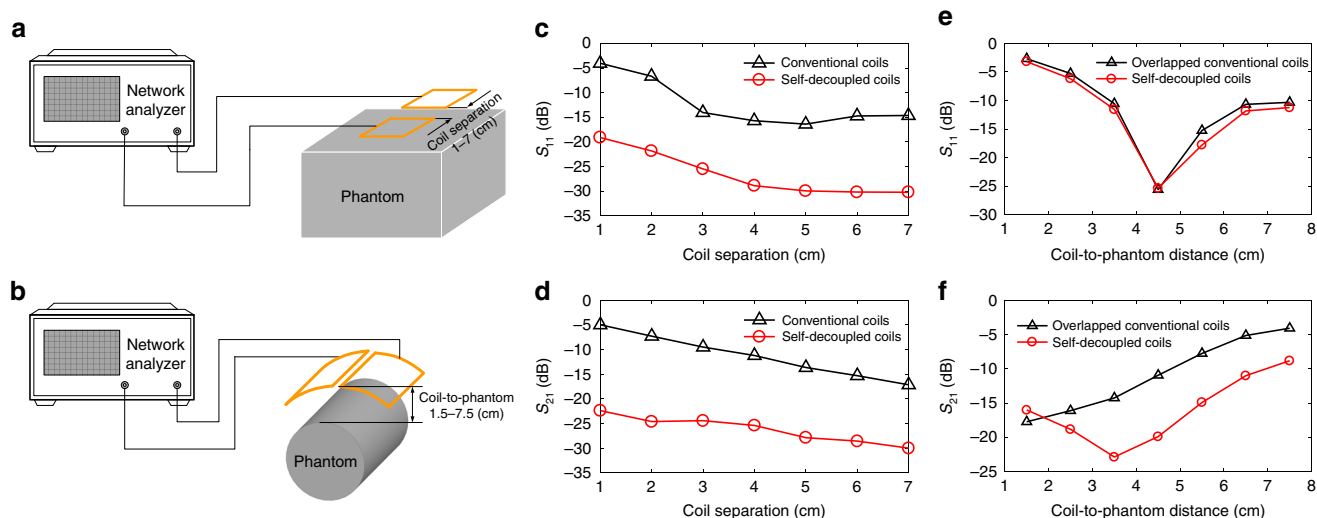 a
Network
analyzer
Coil separation
1–7 (cm)
Phantom
b
Network
analyzer
Coil-to-phantom
1.5–7.5 (cm)
Phantom
c
0
–5
–10
–15
–20
–25
–30
–35
S11 (dB)
Conventional coils
Self-decoupled coils
1 2 3 4 5 6 7
Coil separation (cm)
d
0
–5
–10
–15
–20
–25
–30
–35
S21 (dB)
Conventional coils
Self-decoupled coils
1 2 3 4 5 6 7
Coil separation (cm)
e
0
–5
–10
–15
–20
–25
–30
S11 (dB)
Overlapped conventional coils
Self-decoupled coils
1 2 3 4 5 6 7 8
Coil-to-phantom distance (cm)
f
0
–5
–10
–15
–20
–25
S21 (dB)
Overlapped conventional coils
Self-decoupled coils
1 2 3 4 5 6 7 8
Coil-to-phantom distance (cm)